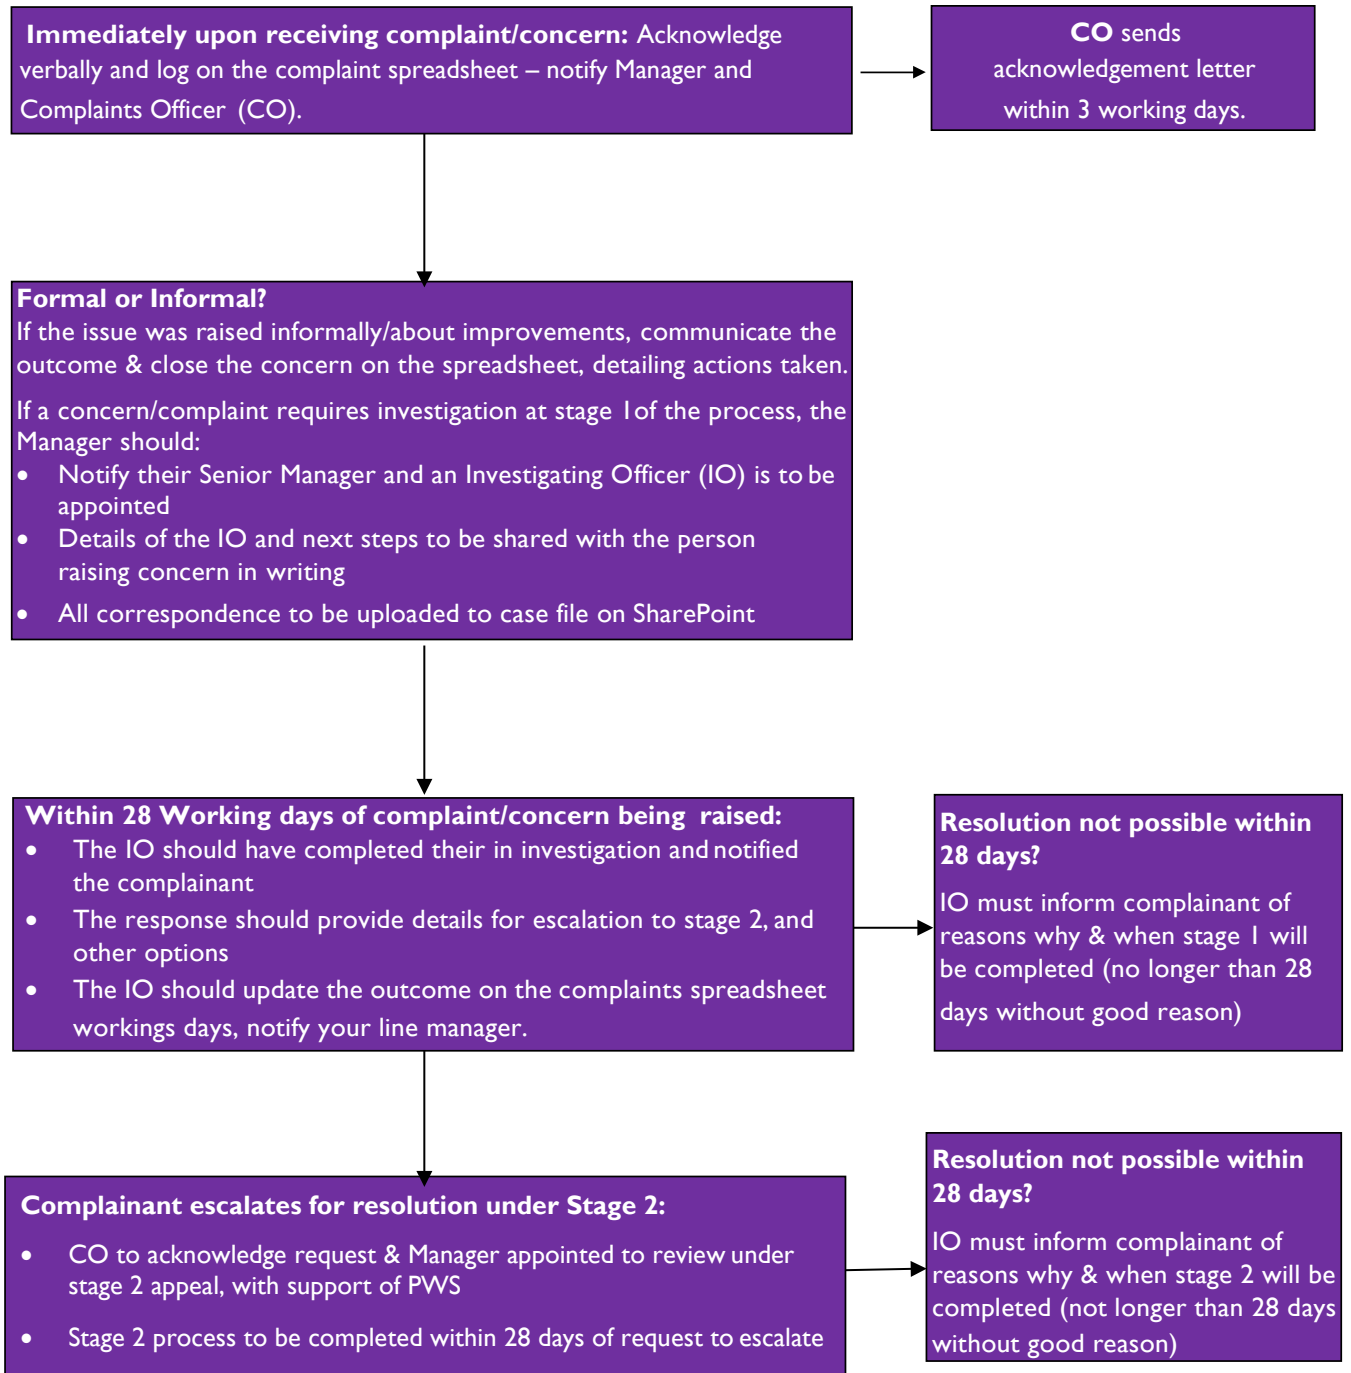 Immediately upon receiving complaint/concern: Acknowledge
verbally and log on the complaint spreadsheet – notify Manager and
Complaints Officer (CO).
CO sends
acknowledgement letter
within 3 working days.
Formal or Informal?
If the issue was raised informally/about improvements, communicate the
outcome & close the concern on the spreadsheet, detailing actions taken.
If a concern/complaint requires investigation at stage 1of the process, the
Manager should:
• Notify their Senior Manager and an Investigating Officer (IO) is to be
appointed
• Details of the IO and next steps to be shared with the person
raising concern in writing
• All correspondence to be uploaded to case file on SharePoint
Within 28 Working days of complaint/concern being raised:
• The IO should have completed their in investigation and notified
the complainant
• The response should provide details for escalation to stage 2, and
other options
• The IO should update the outcome on the complaints spreadsheet
workings days, notify your line manager.
Resolution not possible within
28 days?
IO must inform complainant of
reasons why & when stage 1 will
be completed (no longer than 28
days without good reason)
Complainant escalates for resolution under Stage 2:
• CO to acknowledge request & Manager appointed to review under
stage 2 appeal, with support of PWS
• Stage 2 process to be completed within 28 days of request to escalate
Resolution not possible within
28 days?
IO must inform complainant of
reasons why & when stage 2 will be
completed (not longer than 28 days
without good reason)